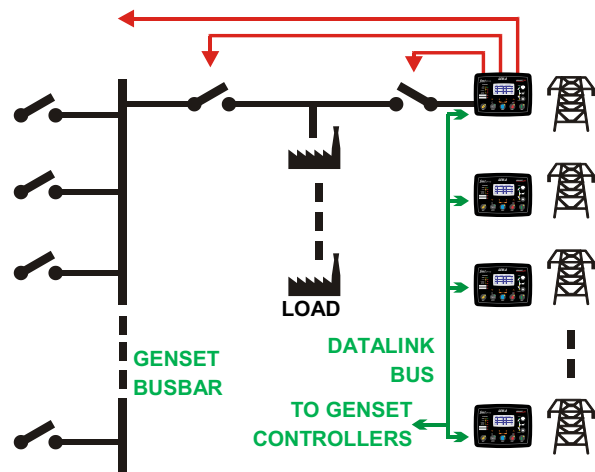 LOAD
GENSET
BUSBAR
DATALINK
BUS
TO GENSET
CONTROLLERS